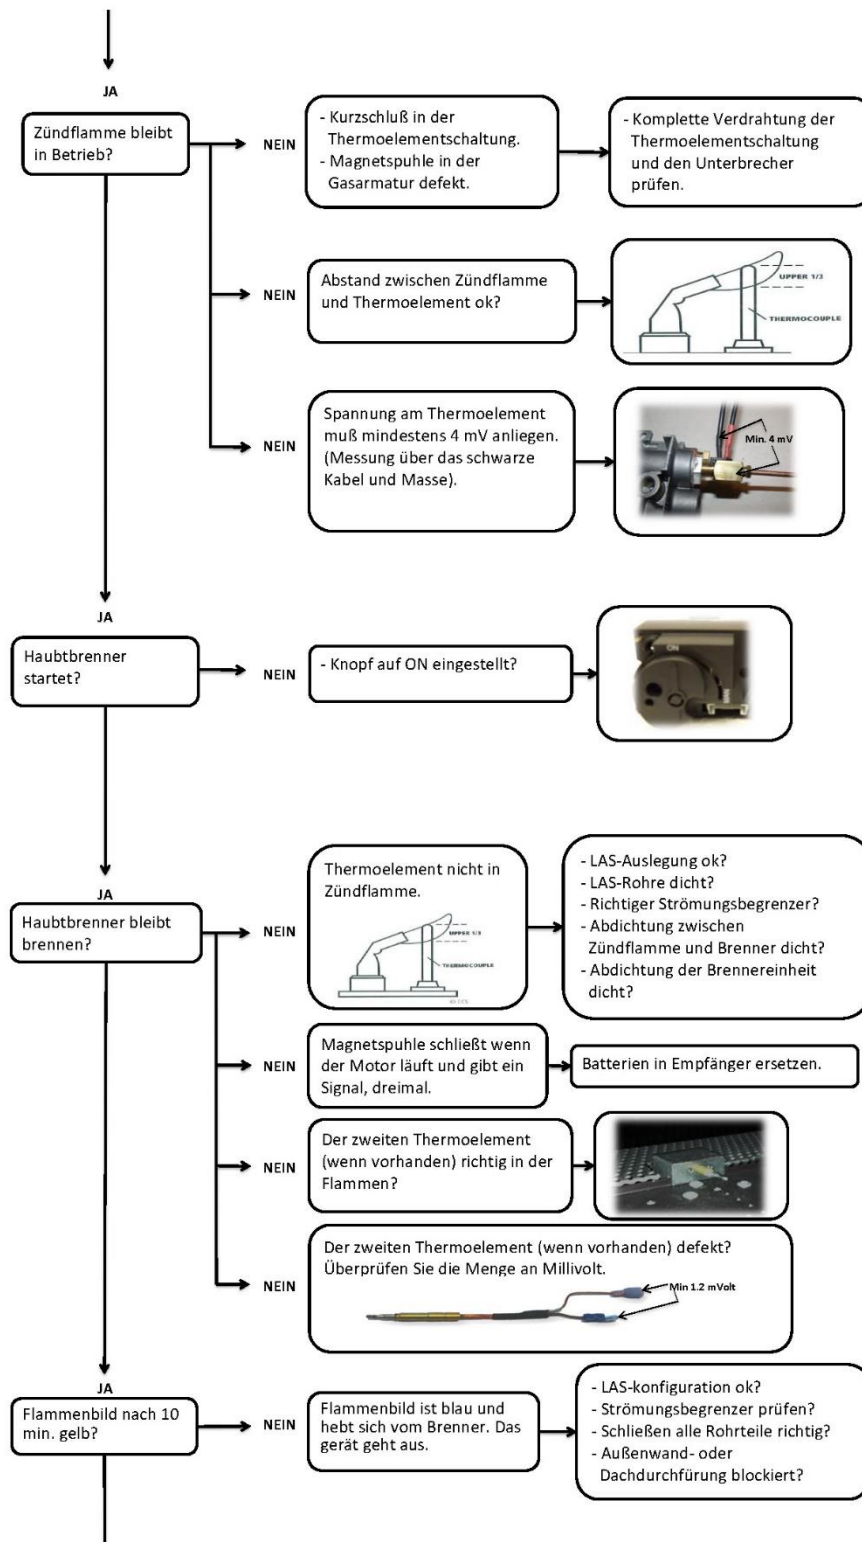 JA
Zündflamme bleibt
in Betrieb?
NEIN
- Kurzschluß in der
Thermoelementschaltung.
- Magnetspuhle in der
Gasarmatur defekt.
- Komplette Verdrahtung der
Thermoelementschaltung
und den Unterbrecher
prüfen.
NEIN
Abstand zwischen Zündflamme
und Thermoelement ok?
UPPER 1/3
THERMOCOUPLE
NEIN
Spannung am Thermoelement
muß mindestens 4 mV anliegen.
(Messung über das schwarze
Kabel und Masse).
Min. 4 mV
JA
Haubtbrenner
startet?
NEIN
- Knopf auf ON eingestellt?
ON
JA
Haubtbrenner bleibt
brennen?
NEIN
Thermoelement nicht in
Zündflamme.
UPPER 1/3
THERMOCOUPLE
- LAS-Auslegung ok?
- LAS-Rohre dicht?
- Richtiger Strömungsbegrenzer?
- Abdichtung zwischen
Zündflamme und Brenner dicht?
- Abdichtung der Brennereinheit
dicht?
NEIN
Magnetspuhle schließt wenn
der Motor läuft und gibt ein
Signal, dreimal.
Batterien in Empfänger ersetzen.
NEIN
Der zweiten Thermoelement
(wenn vorhanden) richtig in der
Flammen?
NEIN
Der zweiten Thermoelement (wenn vorhanden) defekt?
Überprüfen Sie die Menge an Millivolt.
Min 1.2 mVolt
JA
Flammenbild nach 10
min. gelb?
NEIN
Flammenbild ist blau und
hebt sich vom Brenner. Das
gerät geht aus.
- LAS-konfiguration ok?
- Strömungsbegrenzer prüfen?
- Schließen alle Rohrteile richtig?
- Außenwand- oder
Dachdurchfürung blockiert?